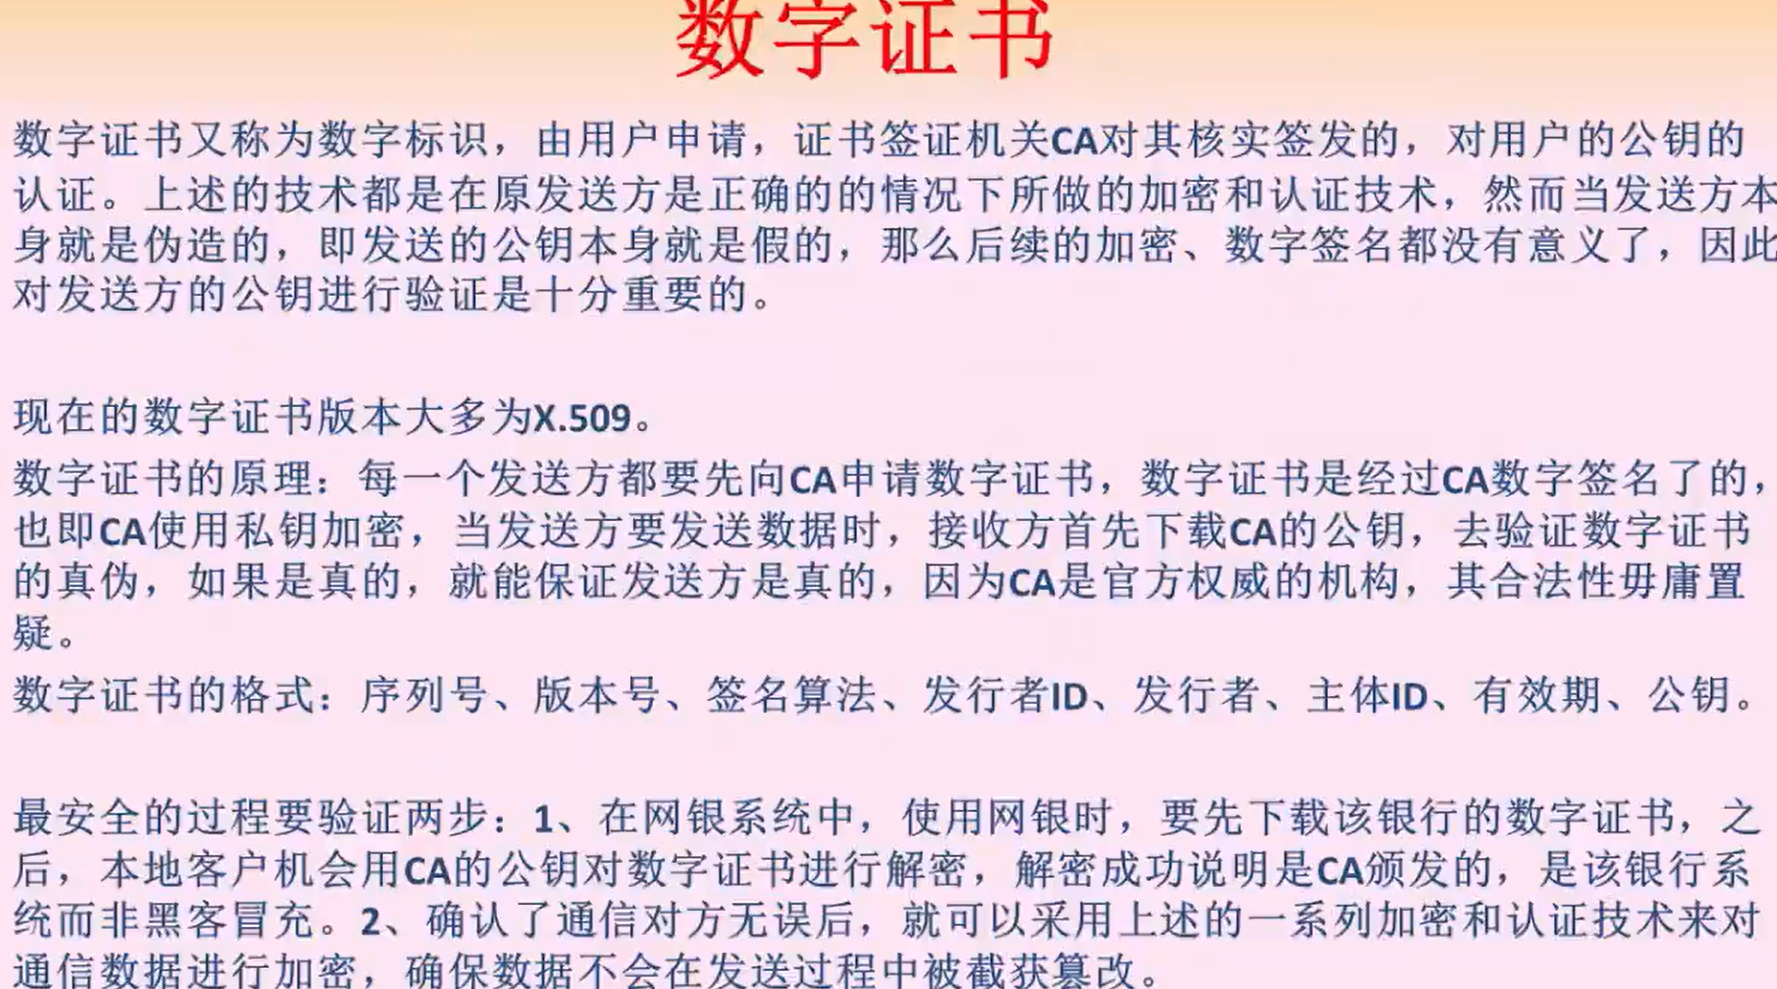 数字证书
数字证书又称为数字标识，由用户申请，证书签证机关CA对其核实签发的，对用户的公钥的
认证。上述的技术都是在原发送方是正确的的情况下所做的加密和认证技术，然而当发送方本
身就是伪造的，即发送的公钥本身就是假的，那么后续的加密、数字签名都没有意义了，因此
对发送方的公钥进行验证是十分重要的。
现在的数字证书版本大多为X.509。
数字证书的原理：每一个发送方都要先向CA申请数字证书，数字证书是经过CA数字签名了的，
也即CA使用私钥加密，当发送方要发送数据时，接收方首先下载CA的公钥，去验证数字证书
的真伪，如果是真的，就能保证发送方是真的，因为CA是官方权威的机构，其合法性毋庸置
疑。
数字证书的格式：序列号、版本号、签名算法、发行者ID、发行者、主体ID、有效期、公钥。
最安全的过程要验证两步：1、在网银系统中，使用网银时，要先下载该银行的数字证书，之
后，本地客户机会用CA的公钥对数字证书进行解密，解密成功说明是CA颁发的，是该银行系
统而非黑客冒充。2、确认了通信对方无误后，就可以采用上述的一系列加密和认证技术来对
通信数据进行加密，确保数据不会在发送过程中被截获篡改。